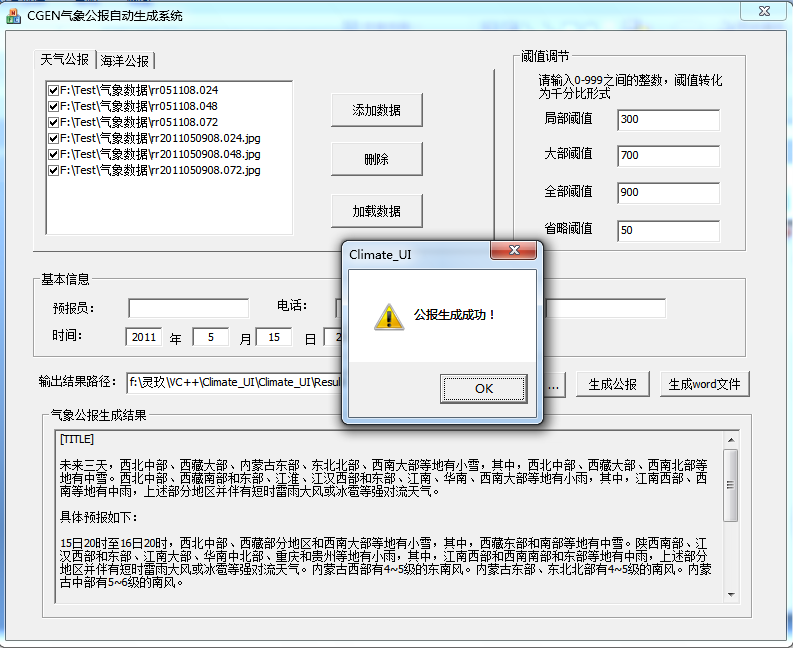 CGEN气象公报自动生成系统
天气公报 海洋公报
F:\Test\气象数据\rr051108.024
F:\Test\气象数据\rr051108.048
F:\Test\气象数据\rr051108.072
F:\Test\气象数据\rr2011050908.024.jpg
F:\Test\气象数据\rr2011050908.048.jpg
F:\Test\气象数据\rr2011050908.072.jpg
添加数据
删除
加载数据
阈值调节
请输入0-999之间的整数，阈值转化
为千分比形式
局部阈值 300
大部阈值 700
全部阈值 900
省略阈值 50
Climate_UI
公报生成成功！
OK
基本信息
预报员： 电话：
时间： 2011 年 5 月 15 日 2
输出结果路径： f:\灵玖\VC++\Climate_UI\Climate_UI\Resul ... 生成公报 生成word文件
气象公报生成结果
[TITLE]
未来三天，西北中部、西藏大部、内蒙古东部、东北北部、西南大部等地有小雪，其中，西北中部、西藏大部、西南北部等
地有中雪。西北中部、西藏南部和东部、江淮、江汉西部和东部、江南、华南、西南大部等地有小雨，其中，江南西部、西
南等地有中雨，上述部分地区并伴有短时雷雨大风或冰雹等强对流天气。
具体预报如下：
15日20时至16日20时，西北中部、西藏部分地区和西南大部等地有小雪，其中，西藏东部和南部等地有中雪。陕西南部、江
汉西部和东部、江南大部、华南中北部、重庆和贵州等地有小雨，其中，江南西部和西南南部和东部等地有中雨，上述部分
地区并伴有短时雷雨大风或冰雹等强对流天气。内蒙古西部有4~5级的东南风。内蒙古东部、东北北部有4~5级的南风。内蒙
古中部有5~6级的南风。